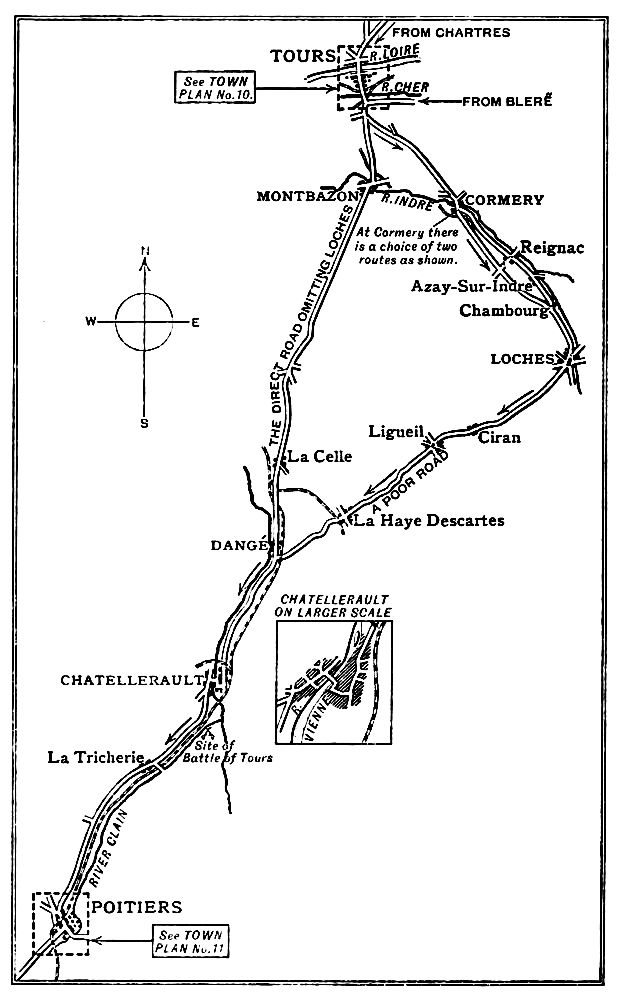 FROM CHARTRES
TOURS
R. LOIRE
See TOWN
PLAN No. 10.
R. CHER
FROM BLERÉ
MONTBAZON
R. INDRE
CORMERY
At Cormery there
is a choice of two
routes as shown.
Reignac
Azay-Sur-Indre
Chambourg
N
W
E
S
THE DIRECT ROAD OMITTING LOCHES
LOCHES
Ligueil
Ciran
La Celle
A POOR ROAD
La Haye Descartes
DANGÉ
CHATELLERAULT
ON LARGER SCALE
R. VIENNE
CHATELLERAULT
Site of
Battle of Tours
La Tricherie
RIVER CLAIN
POITIERS
See TOWN
PLAN No. 11